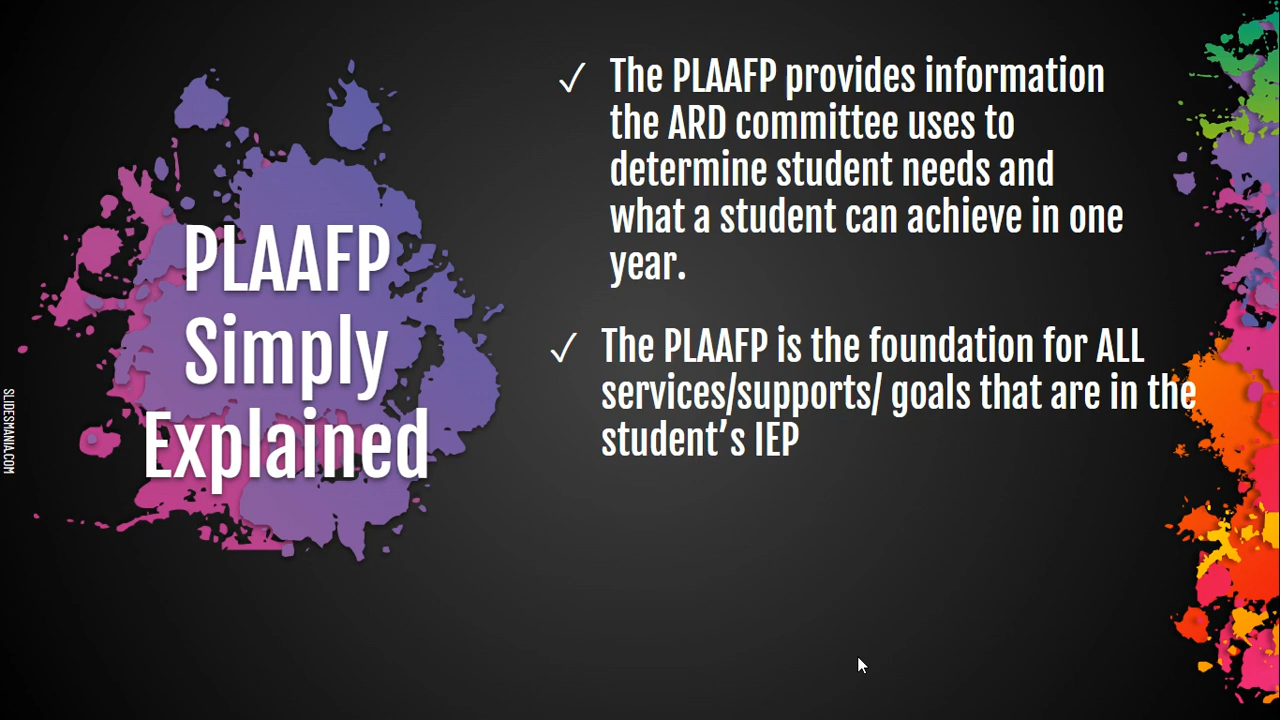 PLAAFP
Simply
Explained
✓ The PLAAFP provides information
the ARD committee uses to
determine student needs and
what a student can achieve in one
year.
✓ The PLAAFP is the foundation for ALL
services/supports/ goals that are in the
student’s IEP
SLIDESMANIA.COM